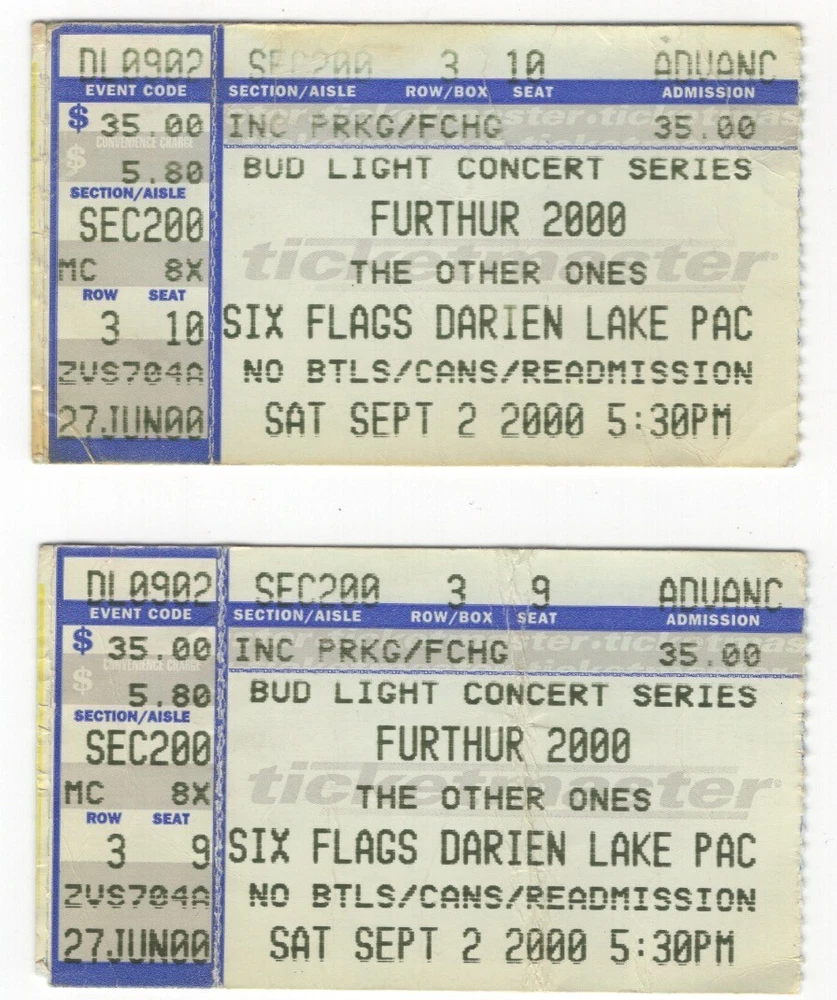 DL0902 SEC200 3 10 ADVANC
EVENT CODE SECTION/AISLE ROW/BOX SEAT ADMISSION
$ 35.00 INC PRKG/FCHG 35.00
CONVENIENCE CHARGE
$ 5.80 BUD LIGHT CONCERT SERIES
SECTION/AISLE
SEC200 FURTHUR 2000
ticketmaster
MC 8X THE OTHER ONES
ROW SEAT
3 10 SIX FLAGS DARIEN LAKE PAC
ZVS704A NO BTLS/CANS/READMISSION
27JUN00 SAT SEPT 2 2000 5:30PM
DL0902 SEC200 3 9 ADVANC
EVENT CODE SECTION/AISLE ROW/BOX SEAT ADMISSION
$ 35.00 INC PRKG/FCHG 35.00
CONVENIENCE CHARGE
$ 5.80 BUD LIGHT CONCERT SERIES
SECTION/AISLE
SEC200 FURTHUR 2000
ticketmaster
MC 8X THE OTHER ONES
ROW SEAT
3 9 SIX FLAGS DARIEN LAKE PAC
ZVS704A NO BTLS/CANS/READMISSION
27JUN00 SAT SEPT 2 2000 5:30PM